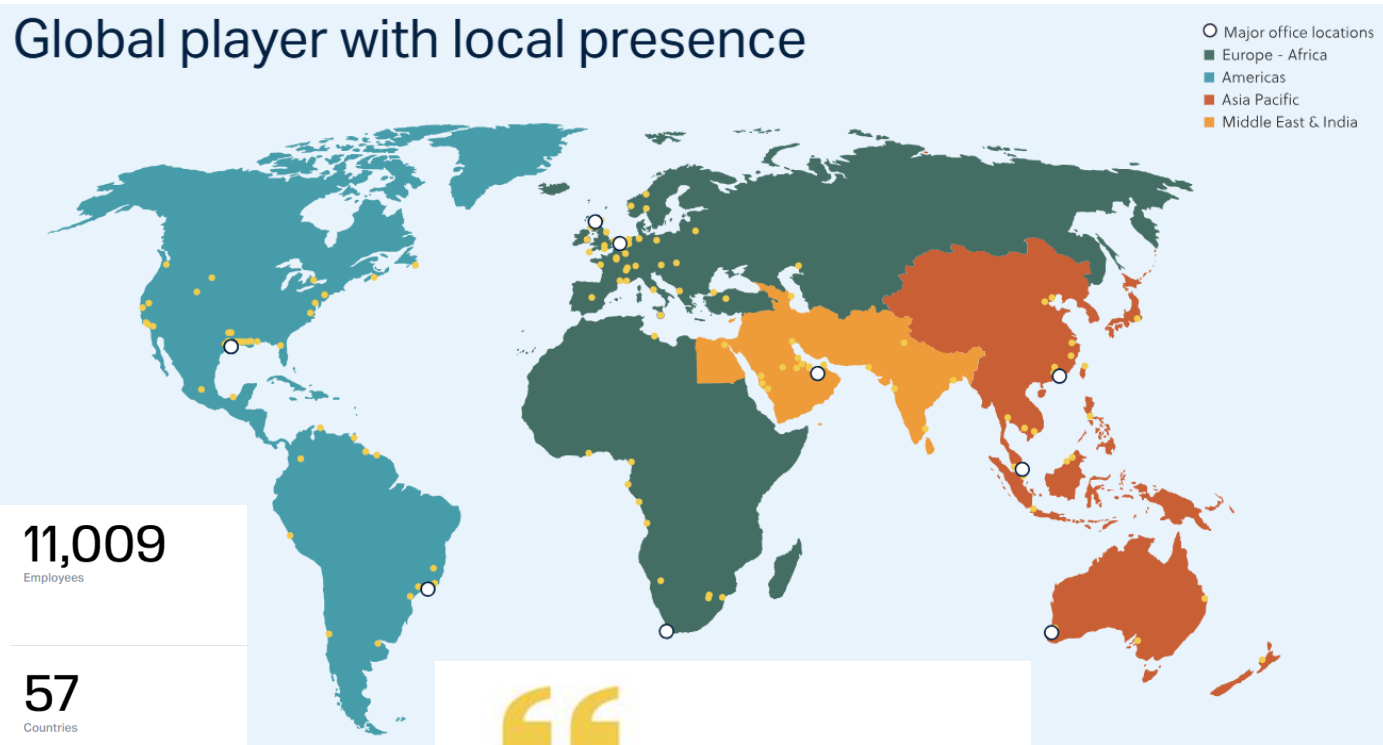 Global player with local presence
Major office locations
Europe - Africa
Americas
Asia Pacific
Middle East & India
11,009
Employees
57
Countries
“